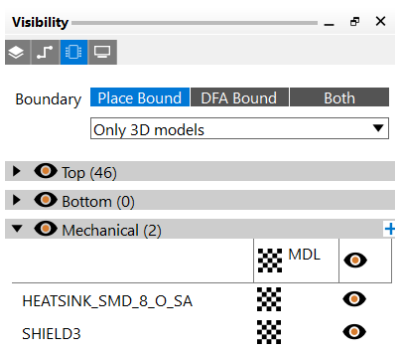 Visibility
Boundary Place Bound DFA Bound Both
Only 3D models
Top (46)
Bottom (0)
Mechanical (2)
MDL
HEATSINK_SMD_8_O_SA
SHIELD3